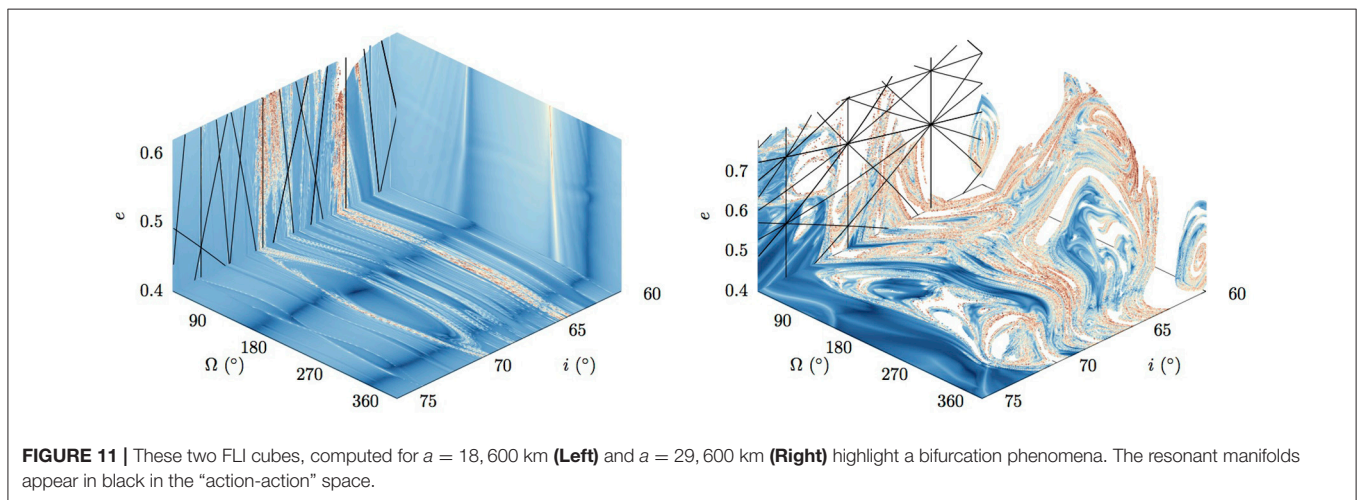 0.6
0.5
0.4
e
90
180
270
360
Ω (°)
75
70
65
60
i (°)
0.7
0.6
0.5
0.4
e
90
180
270
360
Ω (°)
75
70
65
60
i (°)
FIGURE 11 | These two FLI cubes, computed for a = 18, 600 km (Left) and a = 29, 600 km (Right) highlight a bifurcation phenomena. The resonant manifolds
appear in black in the “action-action” space.